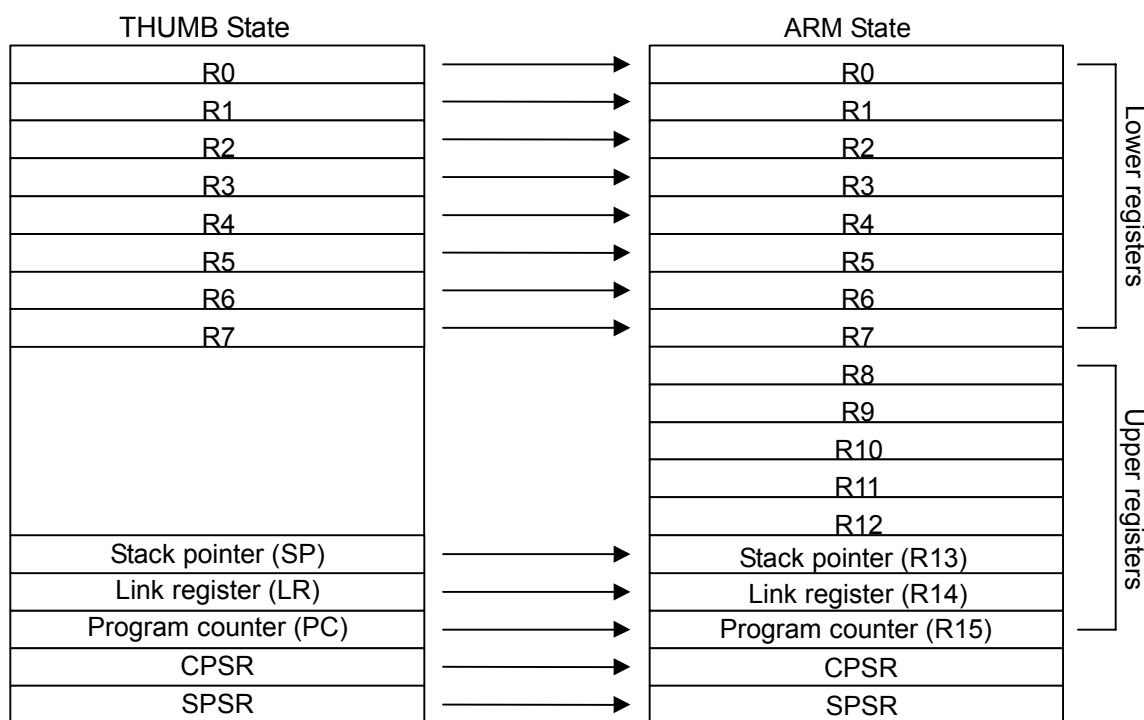 THUMB State
R0
R1
R2
R3
R4
R5
R6
R7
Stack pointer (SP)
Link register (LR)
Program counter (PC)
CPSR
SPSR
ARM State
R0
R1
R2
R3
R4
R5
R6
R7
R8
R9
R10
R11
R12
Stack pointer (R13)
Link register (R14)
Program counter (R15)
CPSR
SPSR
Lower registers
Upper registers